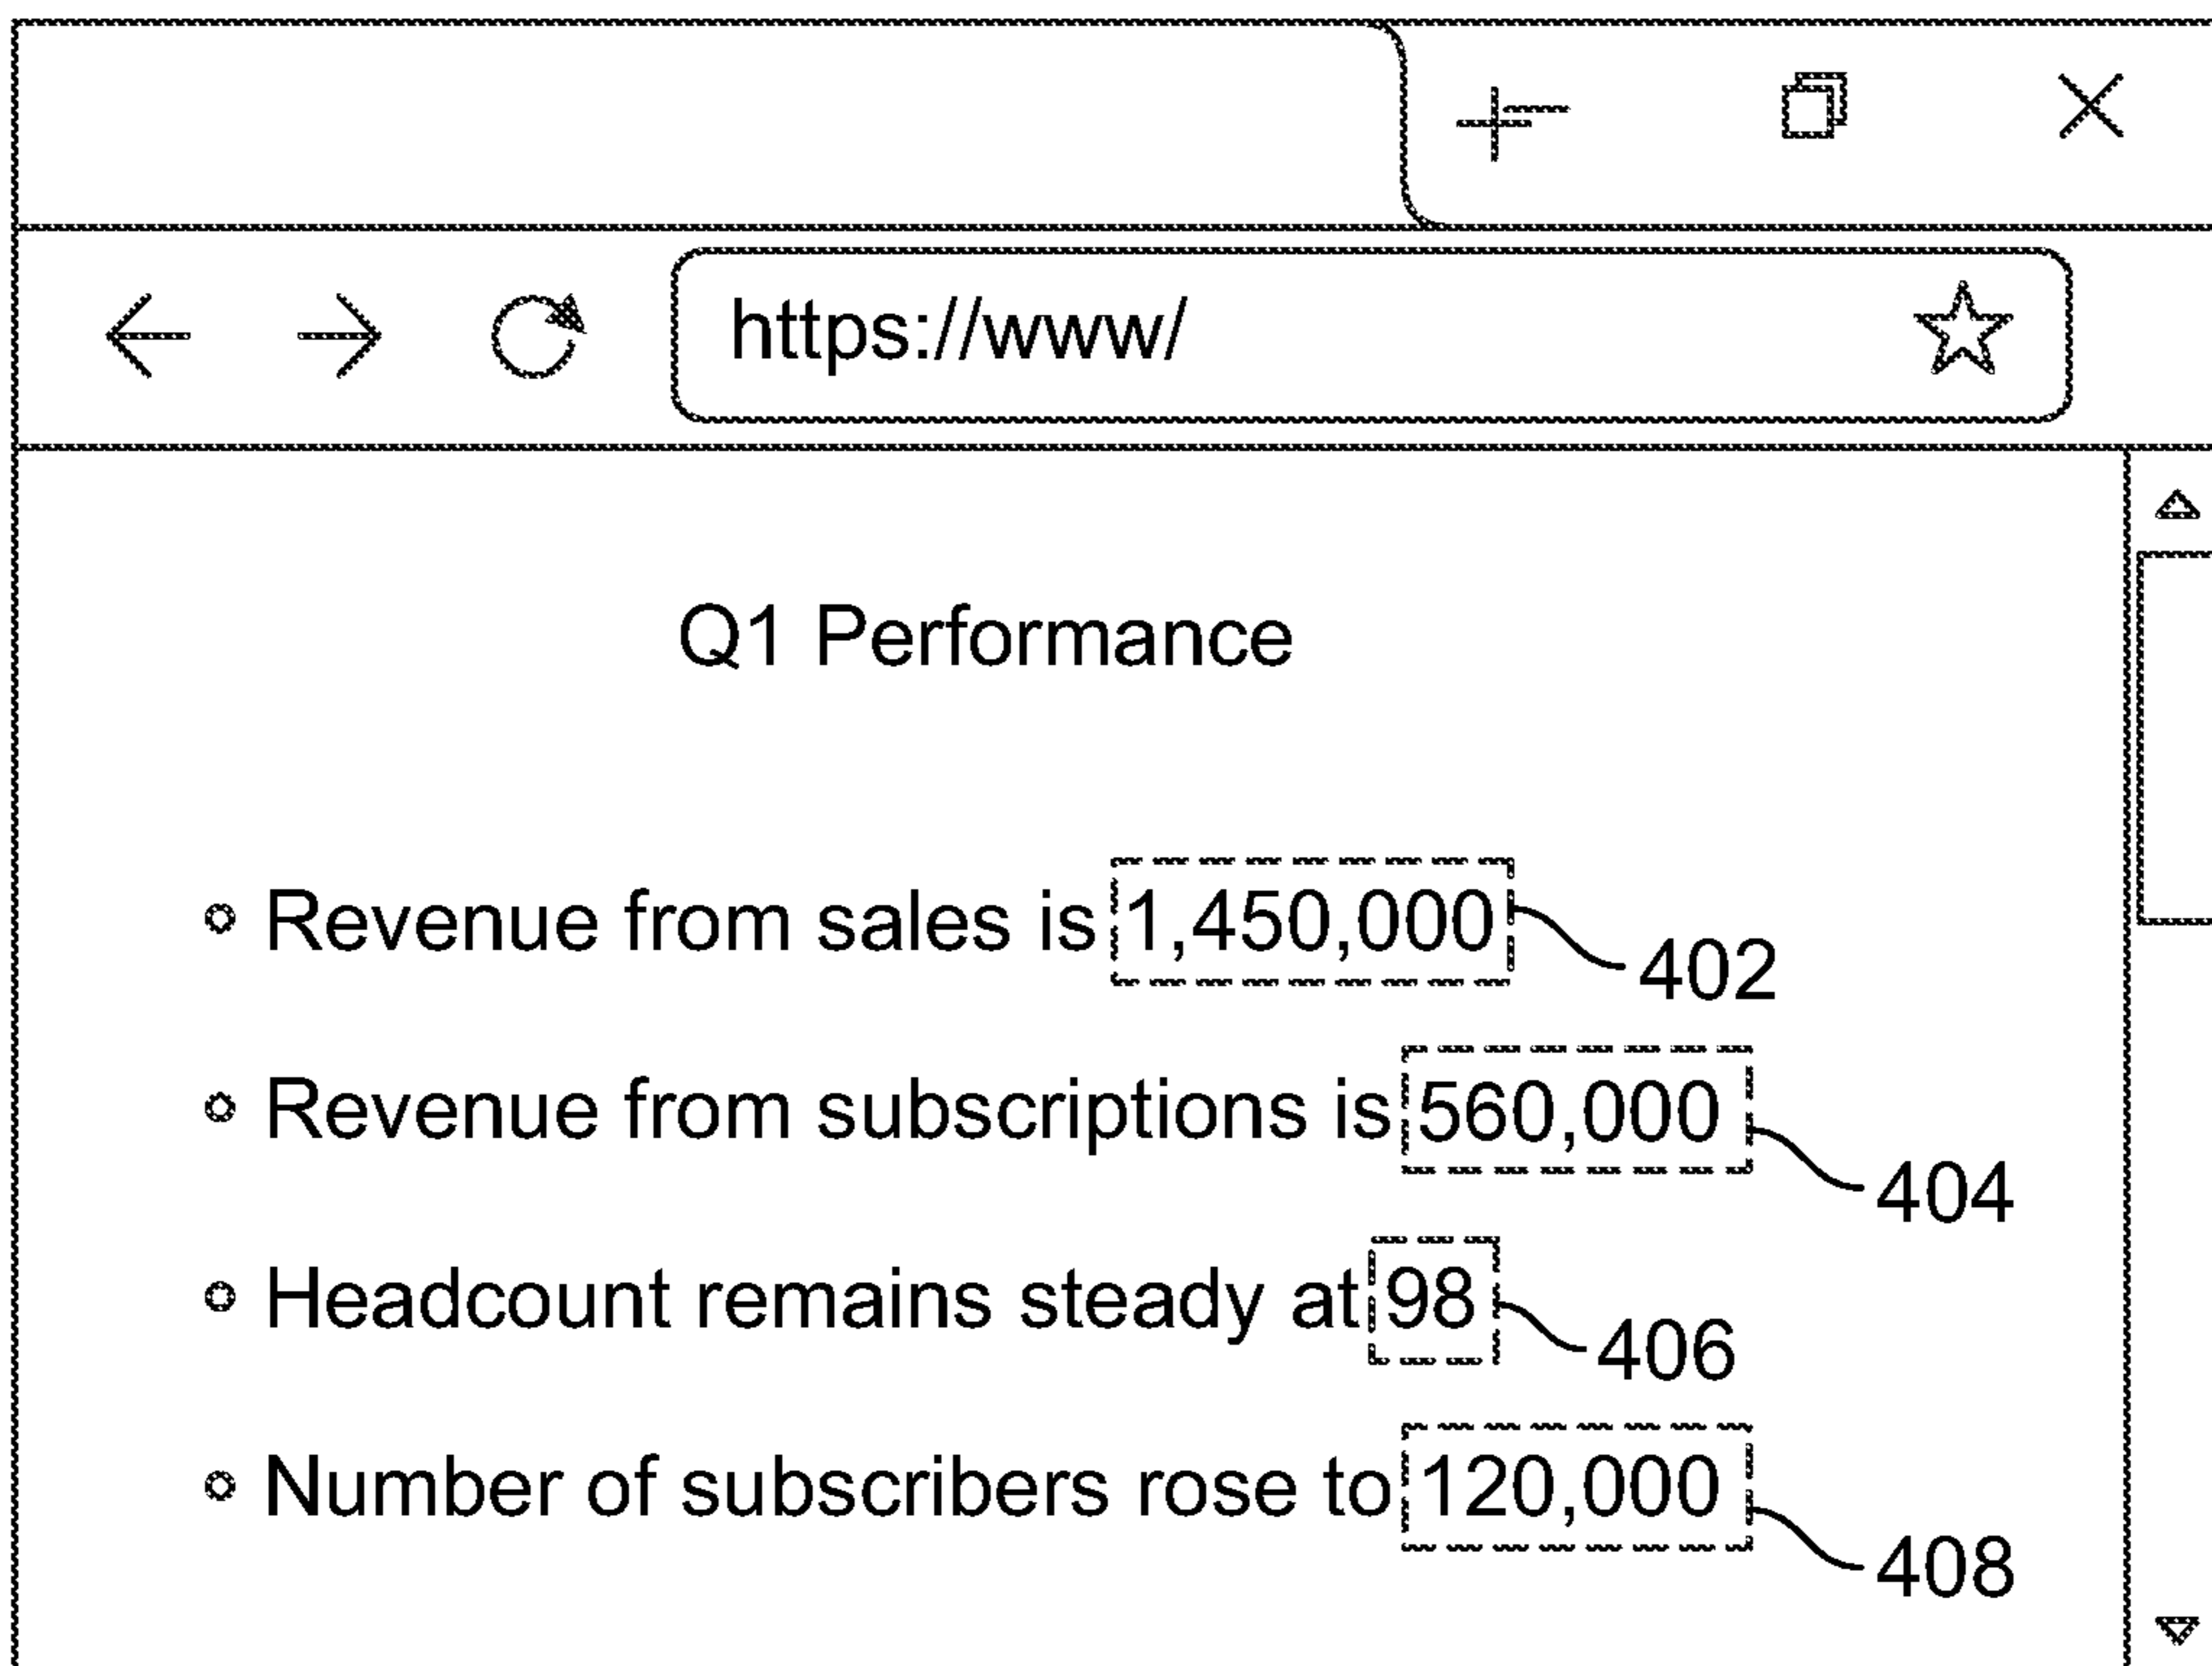 https://www/
Q1 Performance
Revenue from sales is 1,450,000
402
Revenue from subscriptions is 560,000
404
Headcount remains steady at 98
406
Number of subscribers rose to 120,000
408